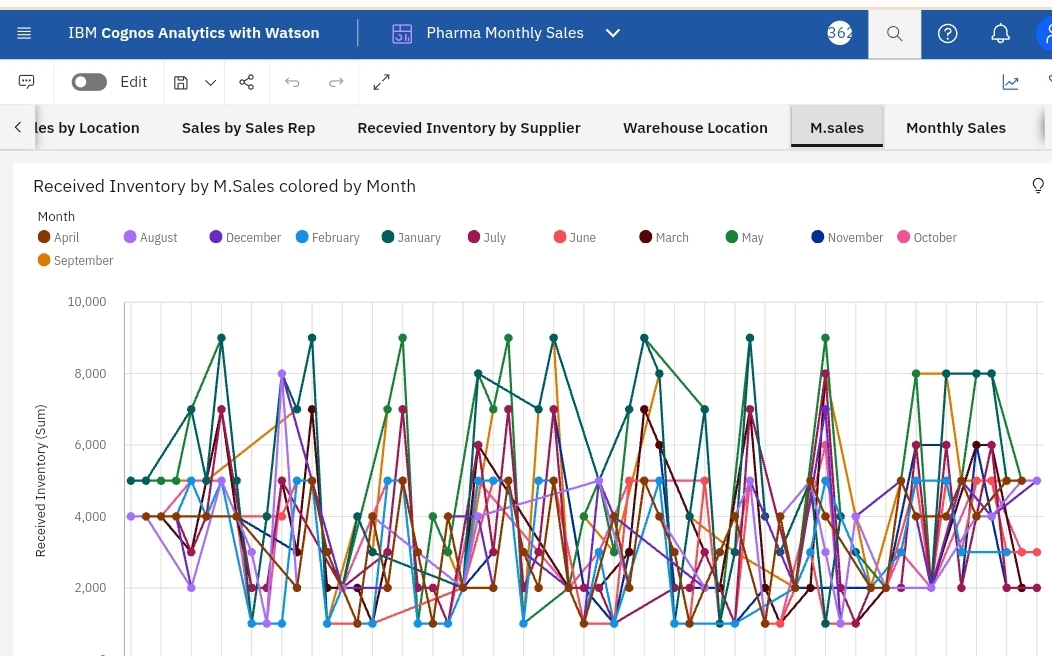 IBM Cognos Analytics with Watson
Pharma Monthly Sales
362
Edit
les by Location
Sales by Sales Rep
Recevied Inventory by Supplier
Warehouse Location
M.sales
Monthly Sales
Received Inventory by M.Sales colored by Month
Month
April
August
December
February
January
July
June
March
May
November
October
September
10,000
8,000
6,000
4,000
2,000
Received Inventory (Sum)